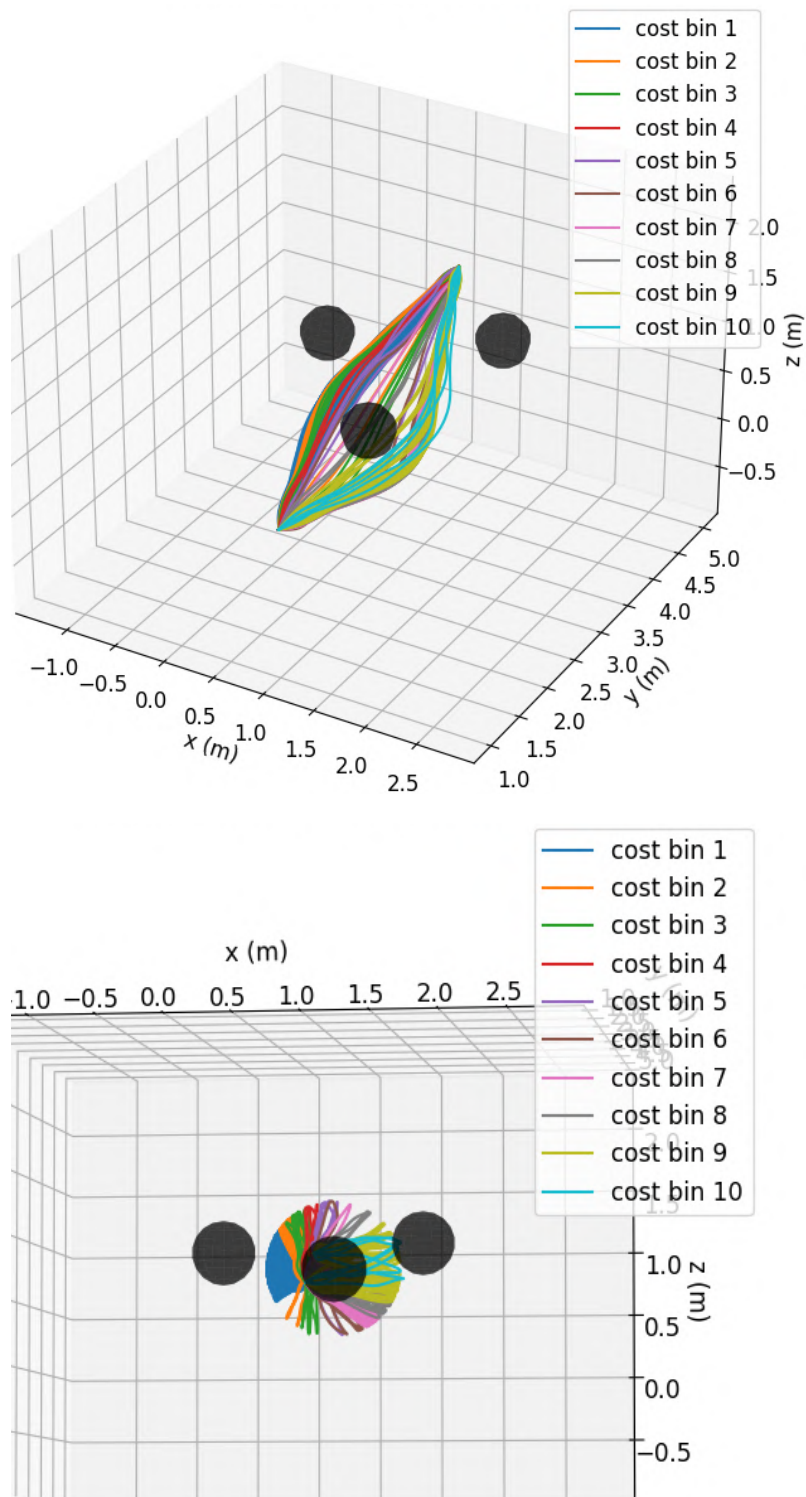 cost bin 1
cost bin 2
cost bin 3
cost bin 4
cost bin 5
cost bin 6
cost bin 7
cost bin 8
cost bin 9
cost bin 10
2.0
1.5
1.0
0.5
0.0
−0.5
z (m)
5.0
4.5
4.0
3.5
3.0
2.5
2.0
1.5
1.0
y (m)
−1.0
−0.5
0.0
0.5
1.0
1.5
2.0
2.5
x (m)
cost bin 1
cost bin 2
cost bin 3
cost bin 4
cost bin 5
cost bin 6
cost bin 7
cost bin 8
cost bin 9
cost bin 10
x (m)
-1.0 −0.5 0.0 0.5 1.0 1.5 2.0 2.5
1.0
5.0
2.0
1.5
1.0
0.5
0.0
−0.5
z (m)